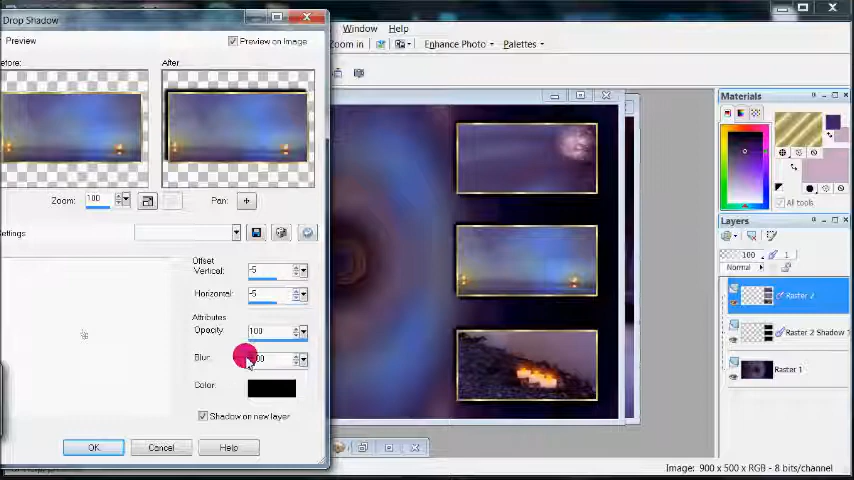 Drop Shadow
Preview
Preview on Image
After:
Zoom: 100
Pan:
Offset
Vertical: -5
Horizontal: -5
Attributes
Opacity: 100
Blur:
Color:
Shadow on new layer
OK
Cancel
Help
Window Help
Zoom in
Enhance Photo
Palettes
Materials
All tools
Layers
100
1
Normal
Raster 2
Raster 2 Shadow 1
Raster 1
Image: 900 x 500 x RGB - 8 bits/channel